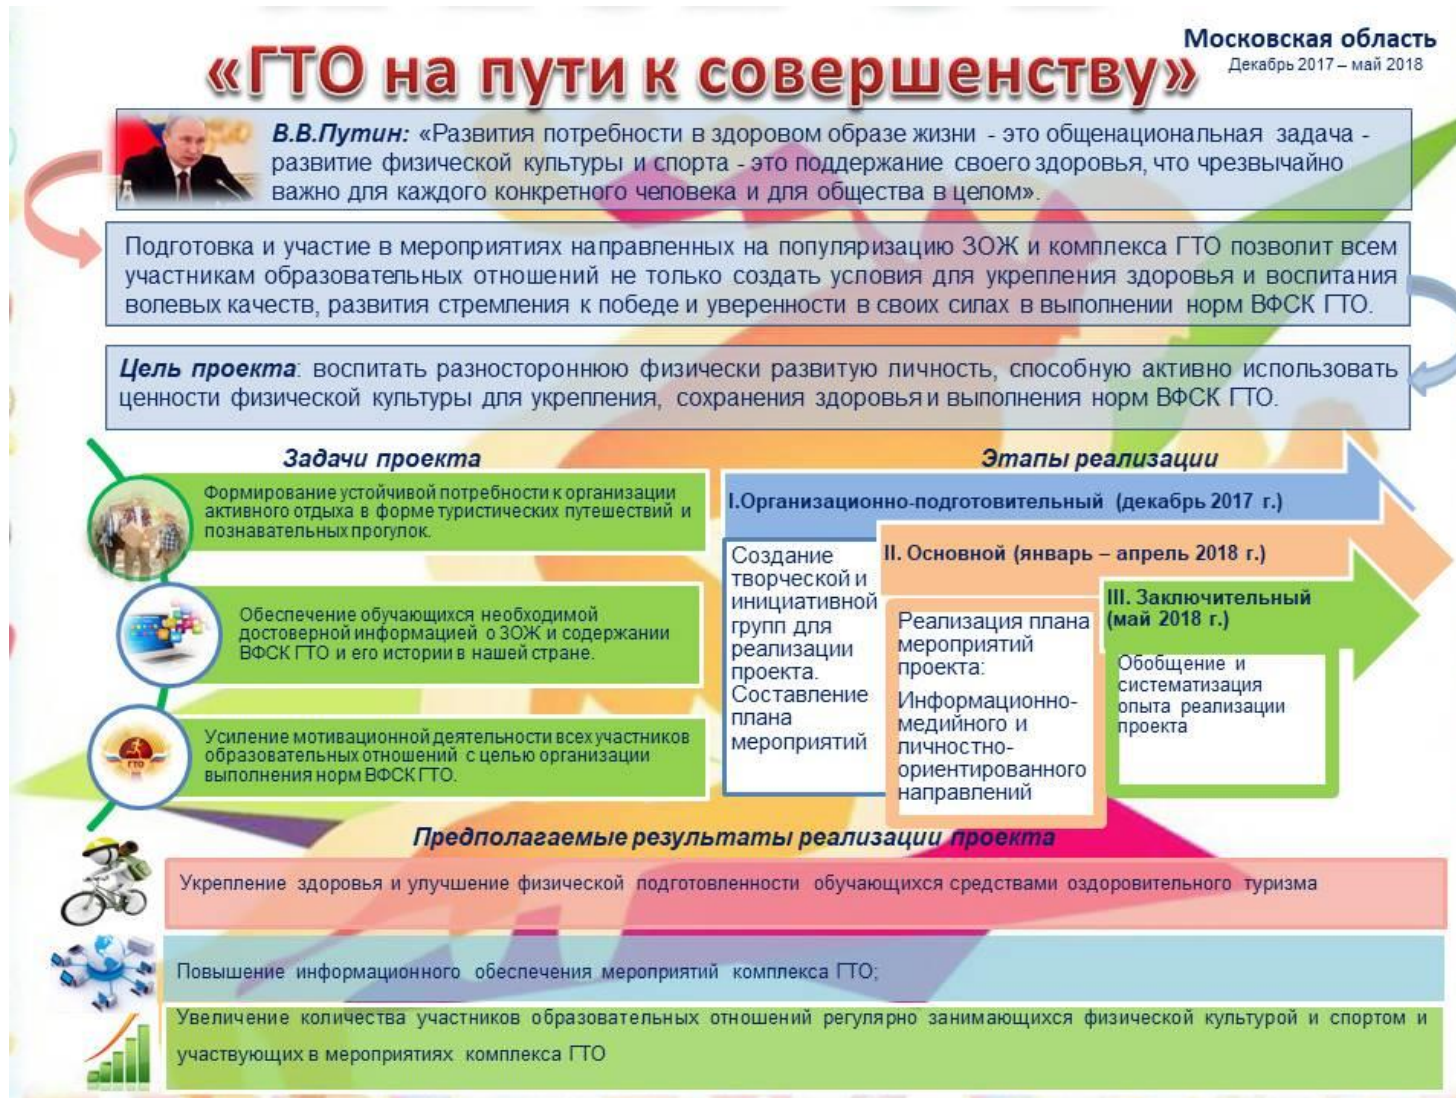 «ГТО на пути к совершенству»
Московская область
Декабрь 2017 – май 2018
В.В.Путин: «Развития потребности в здоровом образе жизни - это общенациональная задача -
развитие физической культуры и спорта - это поддержание своего здоровья, что чрезвычайно
важно для каждого конкретного человека и для общества в целом».
Подготовка и участие в мероприятиях направленных на популяризацию ЗОЖ и комплекса ГТО позволит всем
участникам образовательных отношений не только создать условия для укрепления здоровья и воспитания
волевых качеств, развития стремления к победе и уверенности в своих силах в выполнении норм ВФСК ГТО.
Цель проекта: воспитать разностороннюю физически развитую личность, способную активно использовать
ценности физической культуры для укрепления, сохранения здоровья и выполнения норм ВФСК ГТО.
Задачи проекта
Формирование устойчивой потребности к организации
активного отдыха в форме туристических путешествий и
познавательных прогулок.
Обеспечение обучающихся необходимой
достоверной информацией о ЗОЖ и содержании
ВФСК ГТО и его истории в нашей стране.
ГТО
Усиление мотивационной деятельности всех участников
образовательных отношений с целью организации
выполнения норм ВФСК ГТО.
Этапы реализации
I.Организационно-подготовительный (декабрь 2017 г.)
Создание
творческой и
инициативной
групп для
реализации
проекта.
Составление
плана
мероприятий
II. Основной (январь – апрель 2018 г.)
Реализация плана
мероприятий
проекта:
Информационно-
медийного и
личностно-
ориентированного
направлений
III. Заключительный
(май 2018 г.)
Обобщение и
систематизация
опыта реализации
проекта
Предполагаемые результаты реализации проекта
Укрепление здоровья и улучшение физической подготовленности обучающихся средствами оздоровительного туризма
Повышение информационного обеспечения мероприятий комплекса ГТО;
Увеличение количества участников образовательных отношений регулярно занимающихся физической культурой и спортом и
участвующих в мероприятиях комплекса ГТО